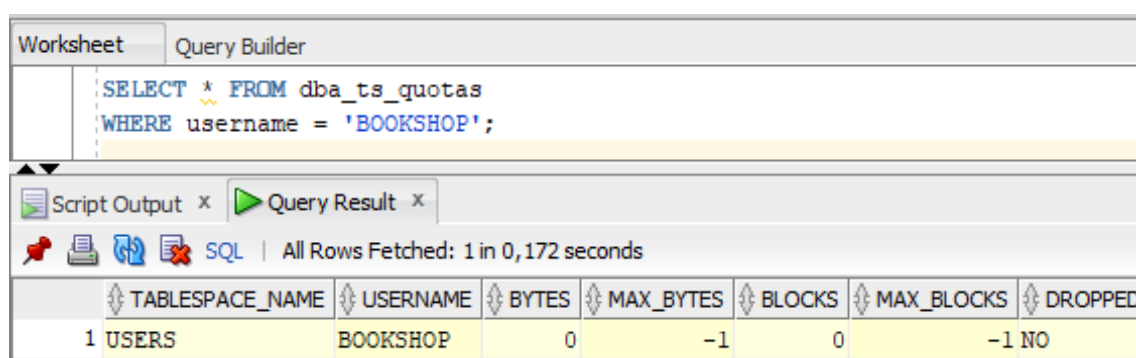 Worksheet Query Builder
SELECT * FROM dba_ts_quotas
WHERE username = 'BOOKSHOP';
Script Output x Query Result x
SQL | All Rows Fetched: 1 in 0,172 seconds
TABLESPACE_NAME USERNAME BYTES MAX_BYTES BLOCKS MAX_BLOCKS DROPPED
1 USERS BOOKSHOP 0 -1 0 -1 NO